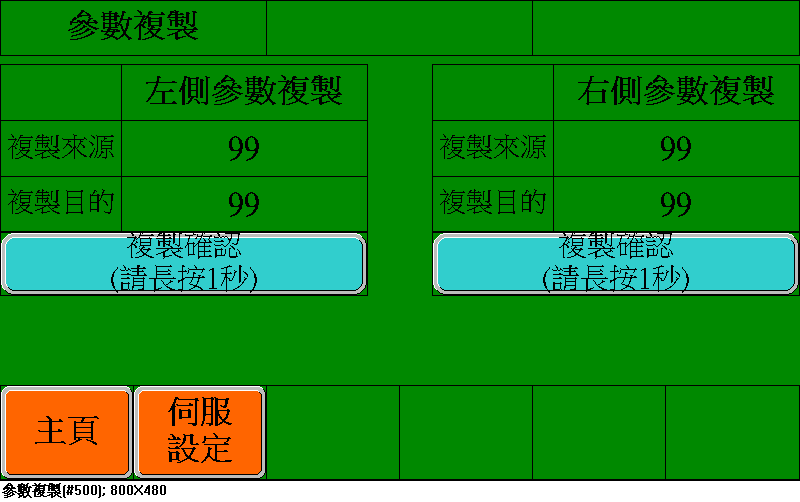 參數複製
左側參數複製
複製來源 99
複製目的 99
複製確認
(請長按1秒)
右側參數複製
複製來源 99
複製目的 99
複製確認
(請長按1秒)
主頁
伺服
設定
參數複製(#500); 800X480